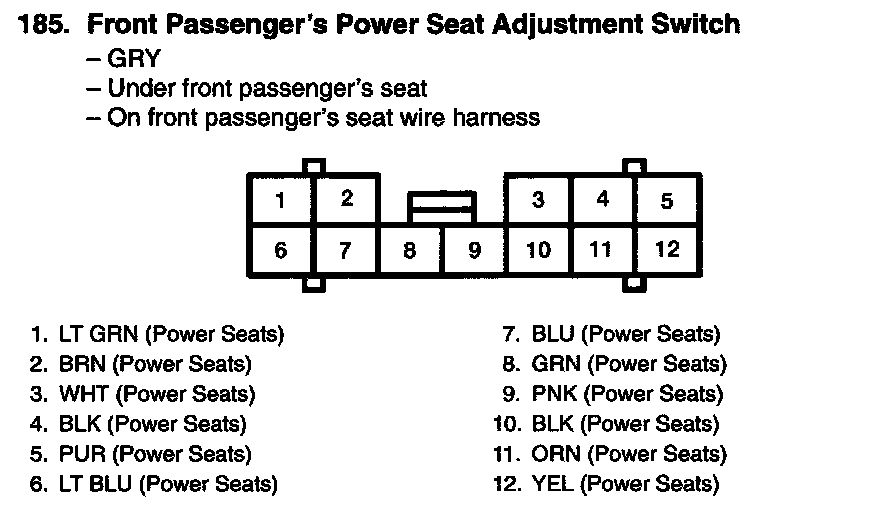 185. Front Passenger's Power Seat Adjustment Switch
– GRY
– Under front passenger's seat
– On front passenger's seat wire harness
1 2 3 4 5
6 7 8 9 10 11 12
1. LT GRN (Power Seats)
2. BRN (Power Seats)
3. WHT (Power Seats)
4. BLK (Power Seats)
5. PUR (Power Seats)
6. LT BLU (Power Seats)
7. BLU (Power Seats)
8. GRN (Power Seats)
9. PNK (Power Seats)
10. BLK (Power Seats)
11. ORN (Power Seats)
12. YEL (Power Seats)